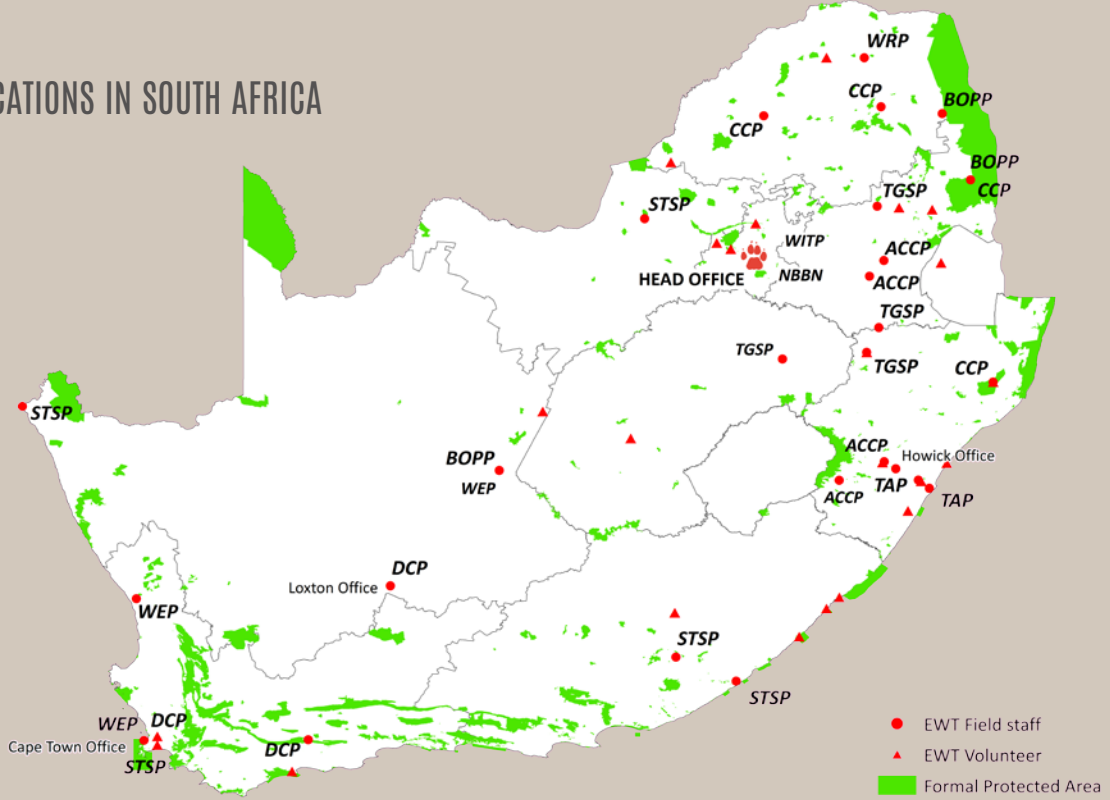 CATIONS IN SOUTH AFRICA
WRP
CCP
BOPP
CCP
BOPP
CCP
TGSP
STSP
WITP
ACCP
HEAD OFFICE
NBBN
ACCP
TGSP
TGSP
TGSP
CCP
STSP
ACCP
Howick Office
BOPP
WEP
TAP
ACCP
TAP
DCP
Loxton Office
WEP
STSP
STSP
WEP
DCP
Cape Town Office
DCP
STSP
EWT Field staff
EWT Volunteer
Formal Protected Area